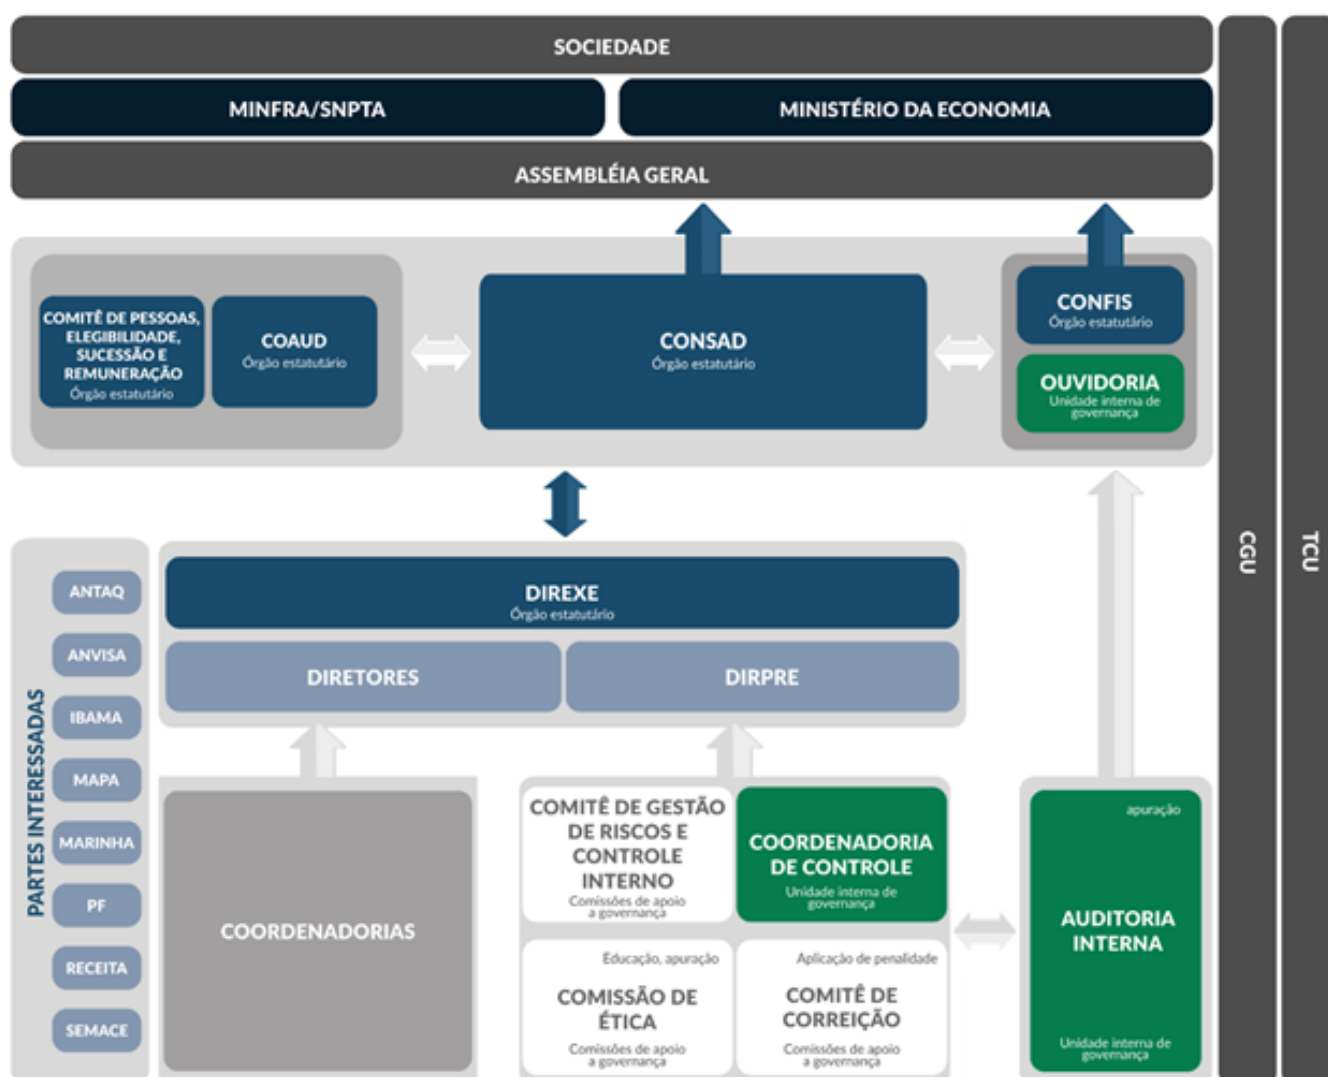 SOCIEDADE
MINFRA/SNPTA
MINISTÉRIO DA ECONOMIA
ASSEMBLÉIA GERAL
COMITÊ DE PESSOAS,
ELEGIBILIDADE,
SUCESSÃO E
REMUNERAÇÃO
Órgão estatutário
COAUD
Órgão estatutário
CONSAD
Órgão estatutário
CONFIS
Órgão estatutário
OUVIDORIA
Unidade interna de
governança
CGU
TCU
PARTES INTERESSADAS
ANTAQ
ANVISA
IBAMA
MAPA
MARINHA
PF
RECEITA
SEMACE
DIREXE
Órgão estatutário
DIRETORES
DIRPRE
COORDENADORIAS
COMITÊ DE GESTÃO
DE RISCOS E
CONTROLE
INTERNO
Comissões de apoio
a governança
COORDENADORIA
DE CONTROLE
Unidade interna de
governança
Educação, apuração
COMISSÃO DE
ÉTICA
Comissões de apoio
a governança
Aplicação de penalidade
COMITÊ DE
CORREIÇÃO
Comissões de apoio
a governança
apuração
AUDITORIA
INTERNA
Unidade interna de
governança